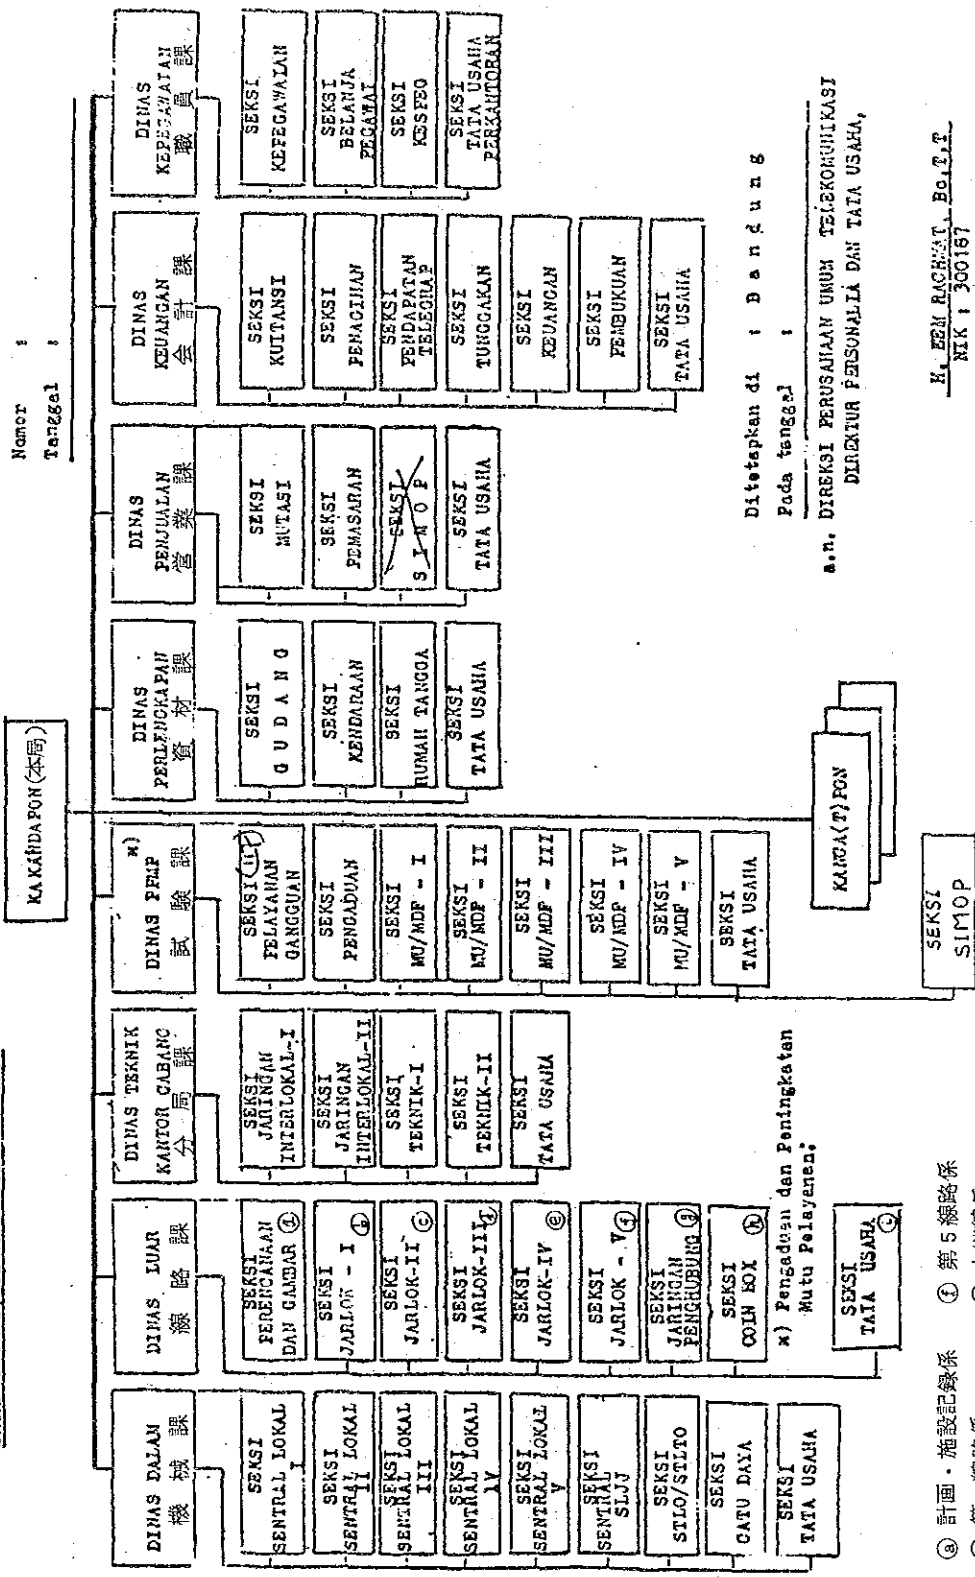 Nomor :
Tanggal :
KAKANDAPON(本局)
DINAS DALAM
機械課
SEKSI
SENTRAL LOKAL
I
SEKSI
SENTRAL LOKAL
II
SEKSI
SENTRAL LOKAL
III
SEKSI
SENTRAL LOKAL
IV
SEKSI
SENTRAL LOKAL
V
SEKSI
SENTRAL
SLJJ
SEKSI
STLO/STLTO
SEKSI
CATU DAYA
SEKSI
TATA USAHA
DINAS LUAR
線路課
SEKSI
PERENCANAAN
DAN GAMBAR ⓐ
SEKSI
JARLOK - I ⓑ
SEKSI
JARLOK-II ⓒ
SEKSI
JARLOK-III ⓓ
SEKSI
JARLOK-IV ⓔ
SEKSI
JARLOK - V ⓕ
SEKSI
JARINGAN
PENGHUBUNG ⓖ
SEKSI
COIN BOX ⓗ
SEKSI
TATA USAHA ⓘ
DINAS TEKNIK
KANTOR CABANG
分局課
SEKSI
JARINGAN
INTERLOKAL-I
SEKSI
JARINGAN
INTERLOKAL-II
SEKSI
TEKNIK-I
SEKSI
TEKNIK-II
SEKSI
TATA USAHA
DINAS PPMP *)
試験課
SEKSI
PELAYANAN
GANGGUAN
SEKSI
PENGADUAN
SEKSI
MU/MDF - I
SEKSI
MU/MDF - II
SEKSI
MU/MDF - III
SEKSI
MU/MDF - IV
SEKSI
MU/MDF - V
SEKSI
TATA USAHA
SEKSI
SIMOP
DINAS
PERLENGKAPAN
資材課
SEKSI
GUDANG
SEKSI
KENDARAAN
SEKSI
RUMAH TANGGA
SEKSI
TATA USAHA
DINAS
PENJUALAN
営業課
SEKSI
MUTASI
SEKSI
PEMASARAN
SEKSI
SIMOP
SEKSI
TATA USAHA
DINAS
KEUANGAN
会計課
SEKSI
KUITANSI
SEKSI
PENAGIHAN
SEKSI
PENDAPATAN
TELEGRAP
SEKSI
TUNGGAKAN
SEKSI
KEUANGAN
SEKSI
PEMBUKUAN
SEKSI
TATA USAHA
DINAS
KEPEGAWAIAN
職員課
SEKSI
KEPEGAWAIAN
SEKSI
BELANJA
PEGAWAI
SEKSI
KESPEG
SEKSI
TATA USAHA
PERKANTORAN
KANCA(T)PON
*) Pengaduan dan Peningkatan
Mutu Pelayanan.
Ditetapkan di : Bandung
Pada tanggal :
a.n. DIREKSI PERUSAHAAN UMUM TELEKOMUNIKASI
DIREKTUR PERSONALIA DAN TATA USAHA,
H. EEM RACHMAT, Bc.T.T
NIK : 300167
ⓐ 計画・施設記録係 ⓕ 第5線路係